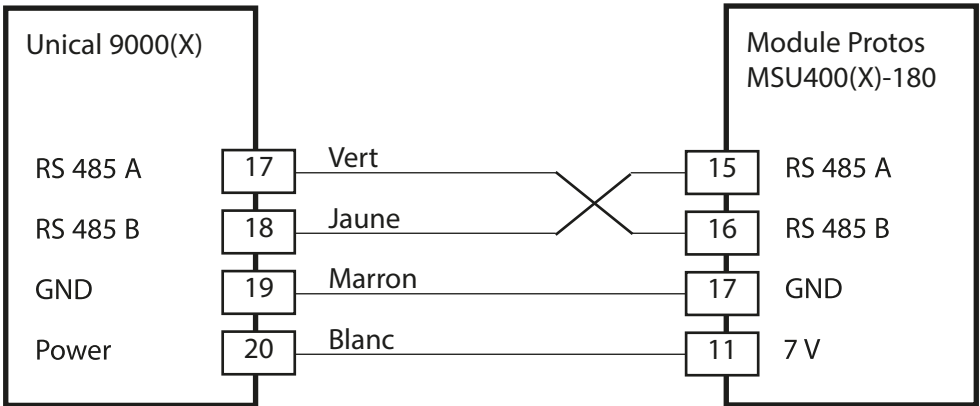 Unical 9000(X)
Module Protos
MSU400(X)-180
RS 485 A 17 Vert 15 RS 485 A
RS 485 B 18 Jaune 16 RS 485 B
GND 19 Marron 17 GND
Power 20 Blanc 11 7 V